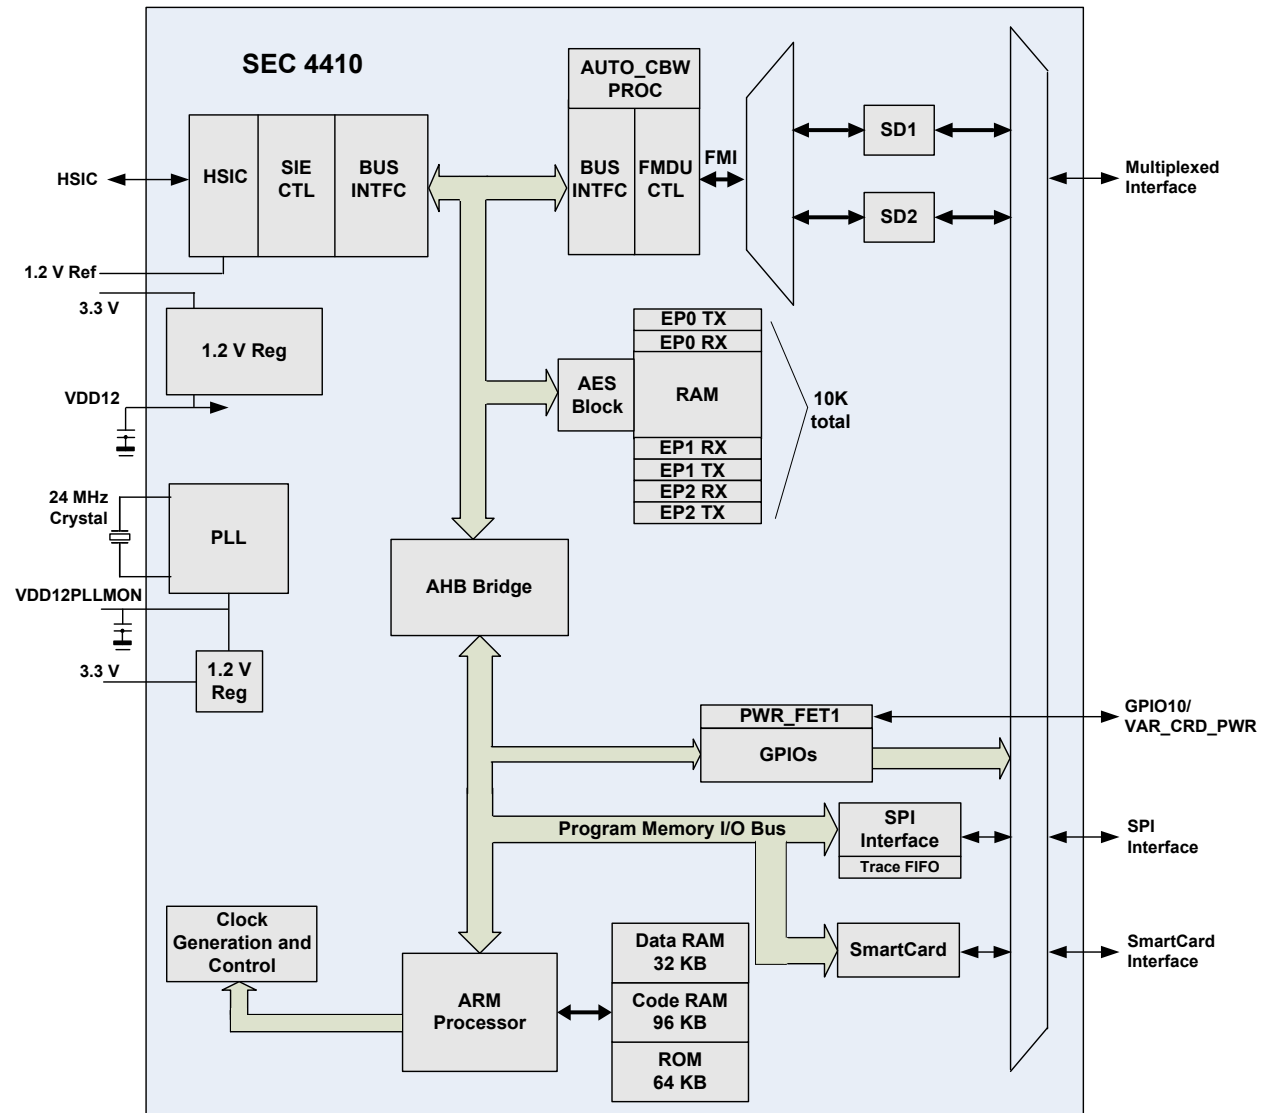 SEC 4410
AUTO_CBW
PROC
HSIC
HSIC
SIE
CTL
BUS
INTFC
BUS
INTFC
FMDU
CTL
FMI
SD1
SD2
Multiplexed
Interface
1.2 V Ref
3.3 V
1.2 V Reg
VDD12
EP0 TX
EP0 RX
AES
Block
RAM
EP1 RX
EP1 TX
EP2 RX
EP2 TX
10K
total
24 MHz
Crystal
PLL
VDD12PLLMON
3.3 V
1.2 V
Reg
AHB Bridge
PWR_FET1
GPIOs
GPIO10/
VAR_CRD_PWR
Program Memory I/O Bus
SPI
Interface
Trace FIFO
SPI
Interface
SmartCard
SmartCard
Interface
Clock
Generation and
Control
ARM
Processor
Data RAM
32 KB
Code RAM
96 KB
ROM
64 KB